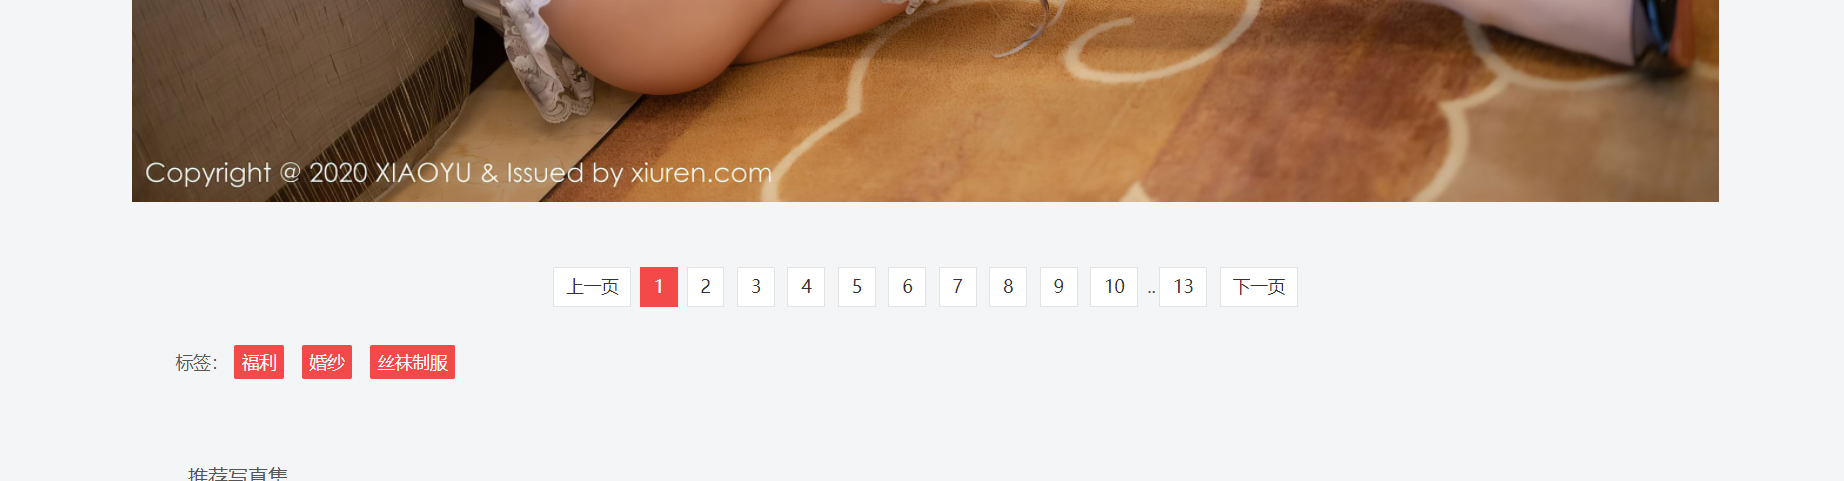 Copyright @ 2020 XIAOYU & Issued by xiuren.com
上一页 1 2 3 4 5 6 7 8 9 10 .. 13 下一页
标签： 福利 婚纱 丝袜制服
推荐写真集